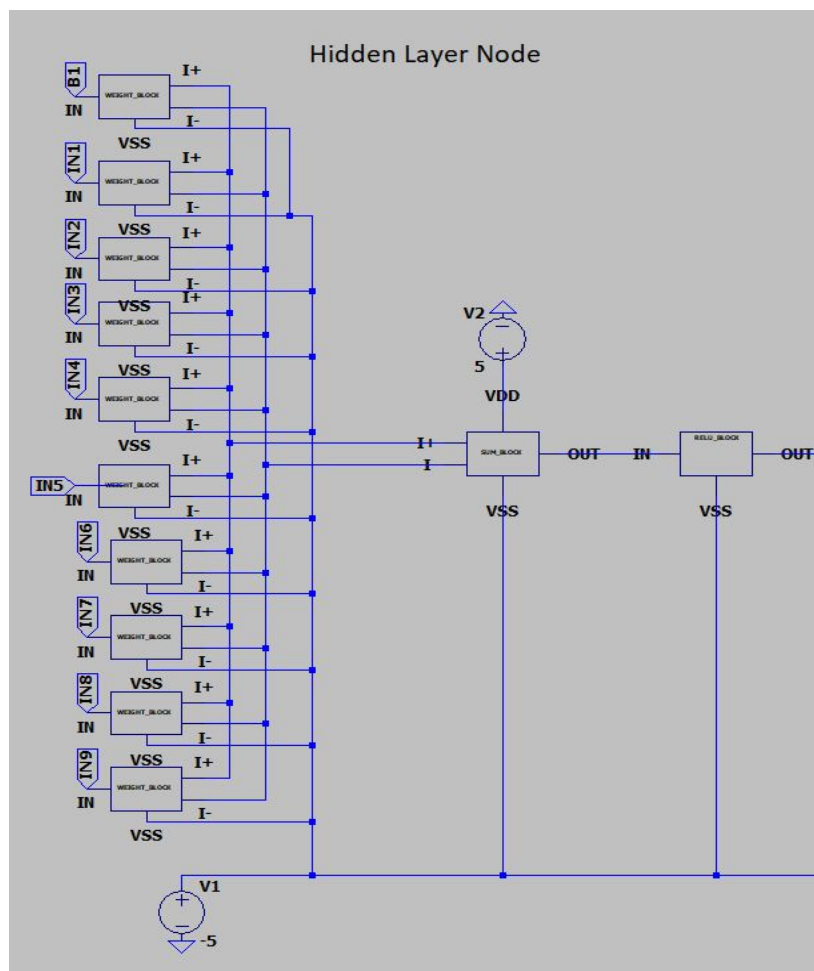 Hidden Layer Node
B1
WEIGHT_BLOCK
I+
IN
I-
VSS
IN1
WEIGHT_BLOCK
I+
IN
I-
VSS
IN2
WEIGHT_BLOCK
I+
IN
I-
VSS
IN3
WEIGHT_BLOCK
I+
IN
I-
VSS
IN4
WEIGHT_BLOCK
I+
IN
I-
VSS
IN5
WEIGHT_BLOCK
I+
IN
I-
VSS
IN6
WEIGHT_BLOCK
I+
IN
I-
VSS
IN7
WEIGHT_BLOCK
I+
IN
I-
VSS
IN8
WEIGHT_BLOCK
I+
IN
I-
VSS
IN9
WEIGHT_BLOCK
I+
IN
I-
VSS
V2
5
VDD
I+
I
SUM_BLOCK
OUT
VSS
IN
RELU_BLOCK
OUT
VSS
V1
-5